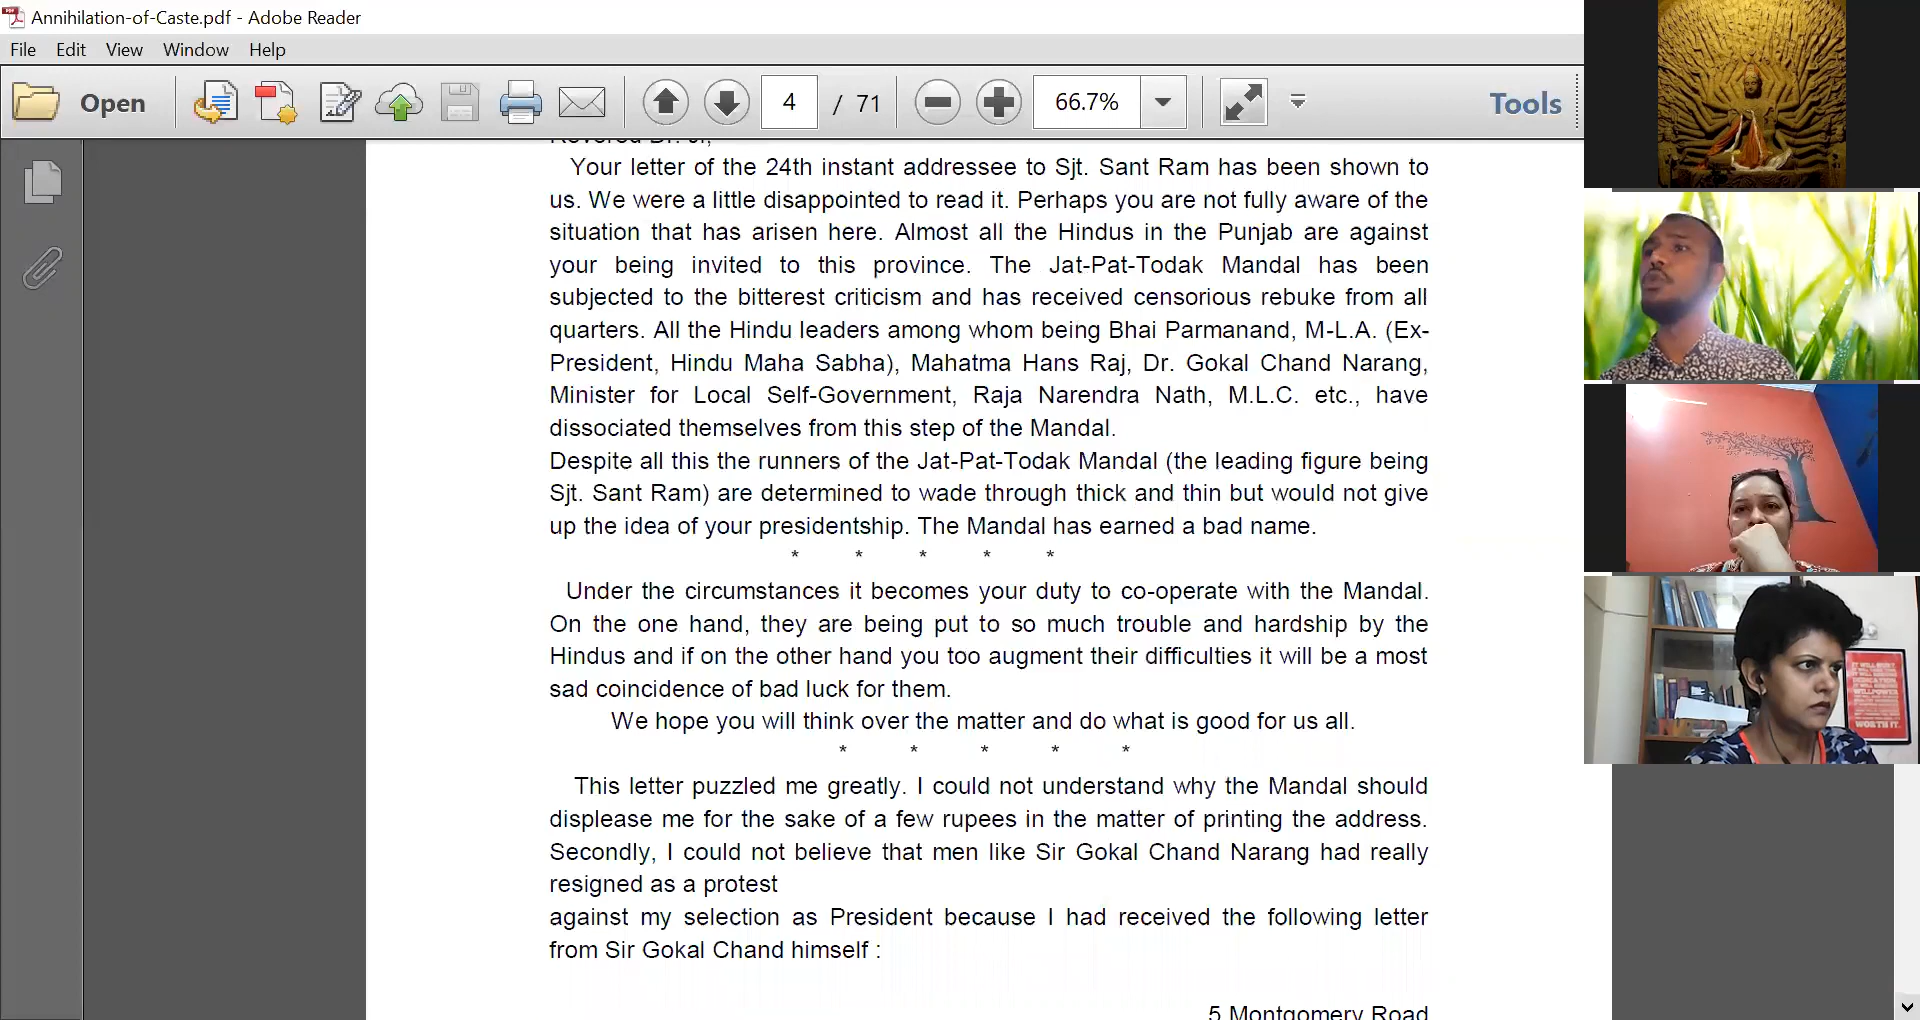 Annihilation-of-Caste.pdf - Adobe Reader
File Edit View Window Help
Open 4 / 71 66.7% Tools
Revered Dr. Ji,
Your letter of the 24th instant addressee to Sjt. Sant Ram has been shown to
us. We were a little disappointed to read it. Perhaps you are not fully aware of the
situation that has arisen here. Almost all the Hindus in the Punjab are against
your being invited to this province. The Jat-Pat-Todak Mandal has been
subjected to the bitterest criticism and has received censorious rebuke from all
quarters. All the Hindu leaders among whom being Bhai Parmanand, M-L.A. (Ex-
President, Hindu Maha Sabha), Mahatma Hans Raj, Dr. Gokal Chand Narang,
Minister for Local Self-Government, Raja Narendra Nath, M.L.C. etc., have
dissociated themselves from this step of the Mandal.
Despite all this the runners of the Jat-Pat-Todak Mandal (the leading figure being
Sjt. Sant Ram) are determined to wade through thick and thin but would not give
up the idea of your presidentship. The Mandal has earned a bad name.
* * * * *
Under the circumstances it becomes your duty to co-operate with the Mandal.
On the one hand, they are being put to so much trouble and hardship by the
Hindus and if on the other hand you too augment their difficulties it will be a most
sad coincidence of bad luck for them.
We hope you will think over the matter and do what is good for us all.
* * * * *
This letter puzzled me greatly. I could not understand why the Mandal should
displease me for the sake of a few rupees in the matter of printing the address.
Secondly, I could not believe that men like Sir Gokal Chand Narang had really
resigned as a protest
against my selection as President because I had received the following letter
from Sir Gokal Chand himself :
5 Montgomery Road
DEDICATION
WILLPOWER
WORTH IT.